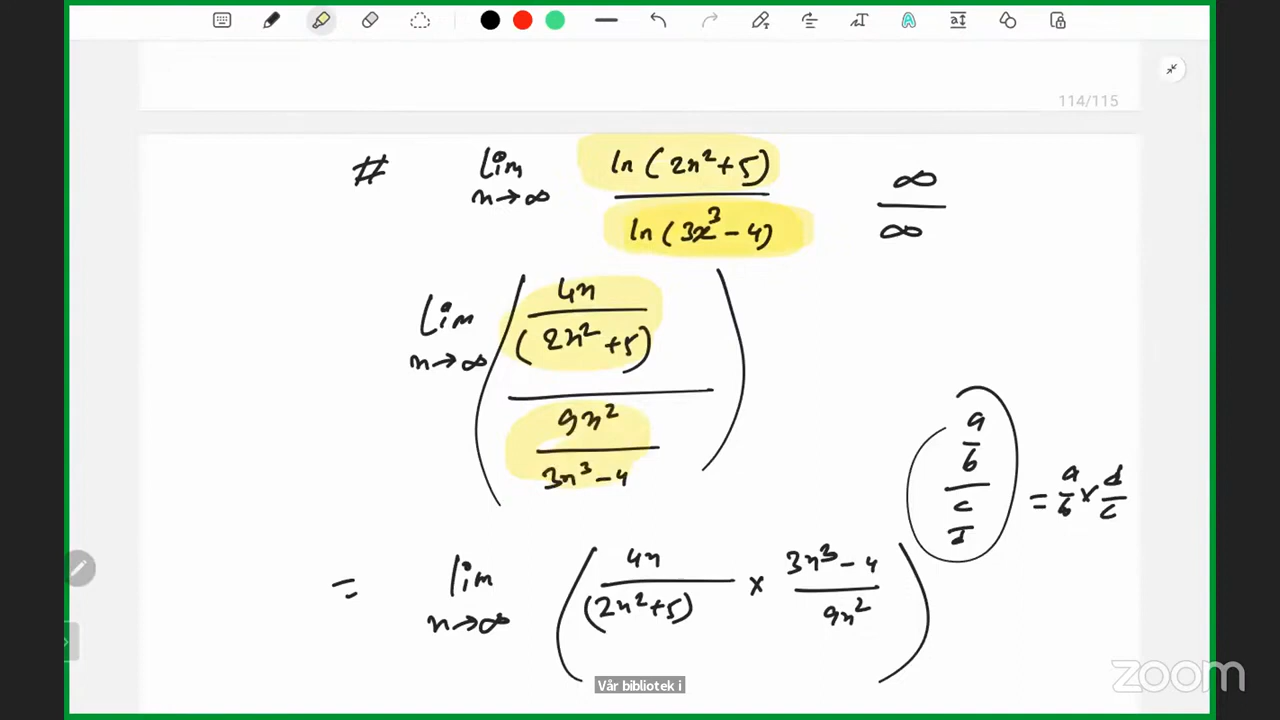 114/115
# lim n→∞ ln(2n²+5) / ln(3x³-4) ∞/∞
lim n→∞ ( 4n/(2n²+5) / 9n²/3n³-4 )
a/b / c/d = a/b × d/c
= lim n→∞ ( 4n/(2n²+5) × 3n³-4/9n² )
Vår bibliotek i
zoom